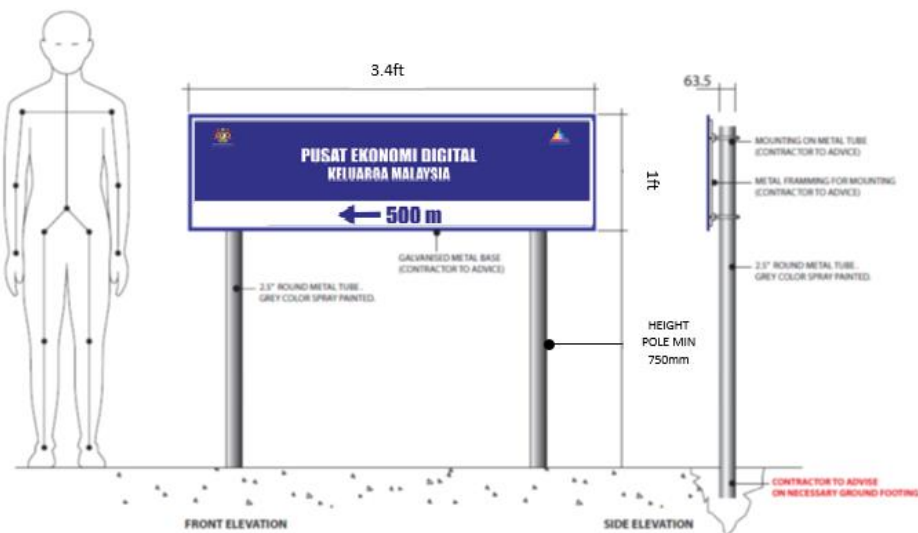 3.4ft
63.5
PUSAT EKONOMI DIGITAL
KELUARGA MALAYSIA
500 m
1ft
MOUNTING ON METAL TUBE
(CONTRACTOR TO ADVICE)
METAL FRAMMING FOR MOUNTING
(CONTRACTOR TO ADVICE)
GALVANISED METAL BASE
(CONTRACTOR TO ADVICE)
2.5" ROUND METAL TUBE.
GREY COLOR SPRAY PAINTED.
2.5" ROUND METAL TUBE.
GREY COLOR SPRAY PAINTED.
HEIGHT
POLE MIN
750mm
CONTRACTOR TO ADVISE
ON NECESSARY GROUND FOOTING
FRONT ELEVATION
SIDE ELEVATION